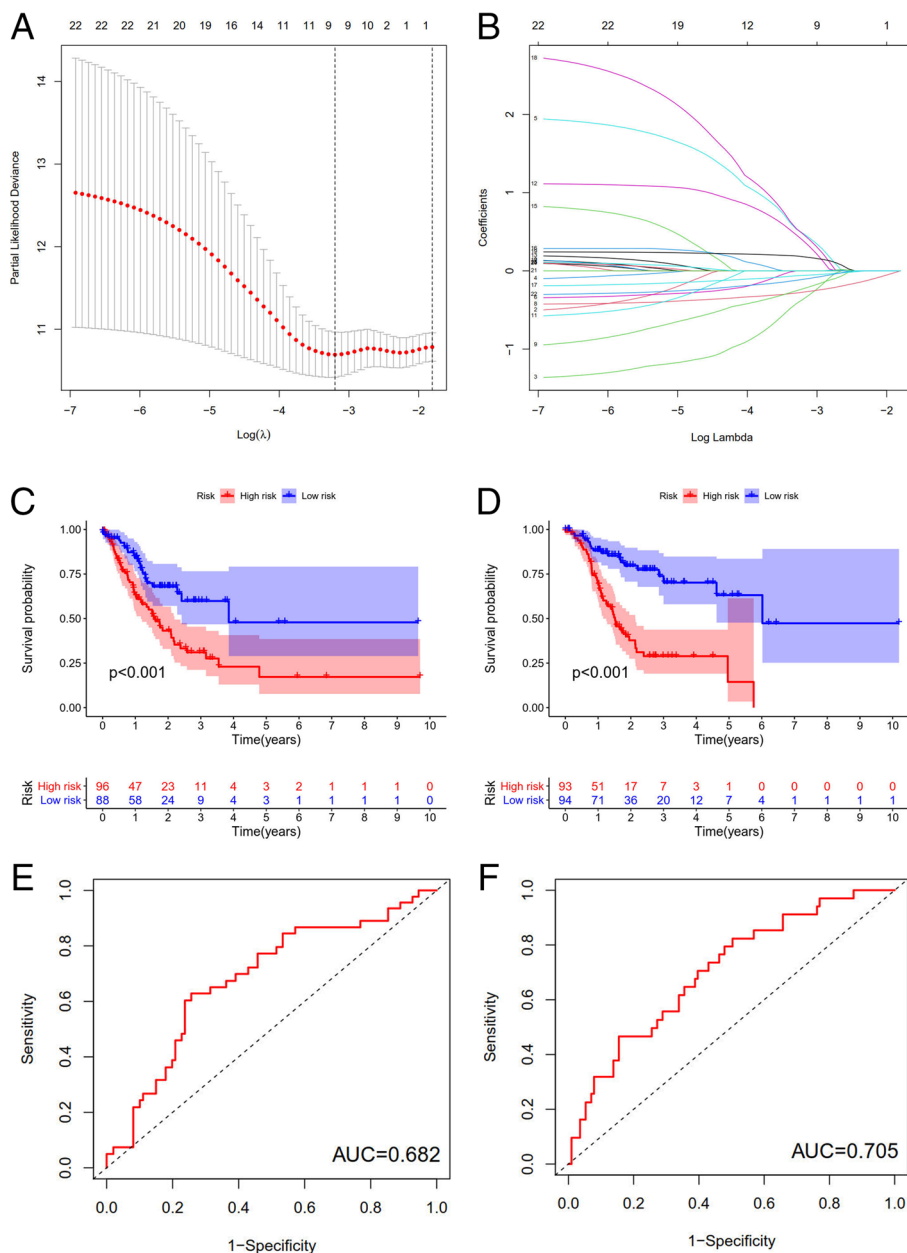 A
22 22 22 21 20 19 16 14 11 9 9 10 2 1 1
14
13
12
11
Partial Likelihood Deviance
−7 −6 −5 −4 −3 −2
Log(λ)
B
22 22 19 12 9 1
2
1
0
−1
Coefficients
18
5
12
15
16
21
4
17
22
6
8
2
11
9
3
−7 −6 −5 −4 −3 −2
Log Lambda
C
Risk High risk Low risk
1.00
0.75
0.50
0.25
0.00
Survival probability
p<0.001
0 1 2 3 4 5 6 7 8 9 10
Time(years)
Risk
High risk 96 47 23 11 4 3 2 1 1 1 0
Low risk 88 58 24 9 4 3 1 1 1 1 0
0 1 2 3 4 5 6 7 8 9 10
Time(years)
D
Risk High risk Low risk
1.00
0.75
0.50
0.25
0.00
Survival probability
p<0.001
0 1 2 3 4 5 6 7 8 9 10
Time(years)
Risk
High risk 93 51 17 7 3 1 0 0 0 0 0
Low risk 94 71 36 20 12 7 4 1 1 1 1
0 1 2 3 4 5 6 7 8 9 10
Time(years)
E
1.0
0.8
0.6
0.4
0.2
0.0
Sensitivity
AUC=0.682
0.0 0.2 0.4 0.6 0.8 1.0
1−Specificity
F
1.0
0.8
0.6
0.4
0.2
0.0
Sensitivity
AUC=0.705
0.0 0.2 0.4 0.6 0.8 1.0
1−Specificity